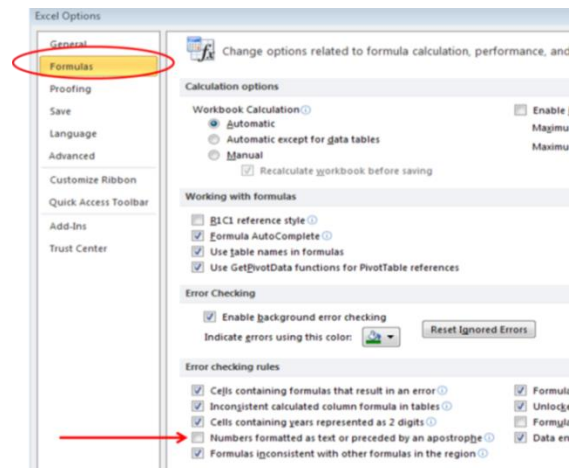 Excel Options
General
Formulas
Proofing
Save
Language
Advanced
Customize Ribbon
Quick Access Toolbar
Add-Ins
Trust Center
Change options related to formula calculation, performance, and
Calculation options
Workbook Calculation
Automatic
Automatic except for data tables
Manual
Recalculate workbook before saving
Enable
Maximu
Maximu
Working with formulas
R1C1 reference style
Formula AutoComplete
Use table names in formulas
Use GetPivotData functions for PivotTable references
Error Checking
Enable background error checking
Indicate errors using this color:
Reset Ignored Errors
Error checking rules
Cells containing formulas that result in an error
Inconsistent calculated column formula in tables
Cells containing years represented as 2 digits
Numbers formatted as text or preceded by an apostrophe
Formulas inconsistent with other formulas in the region
Formula
Unlocke
Formula
Data en